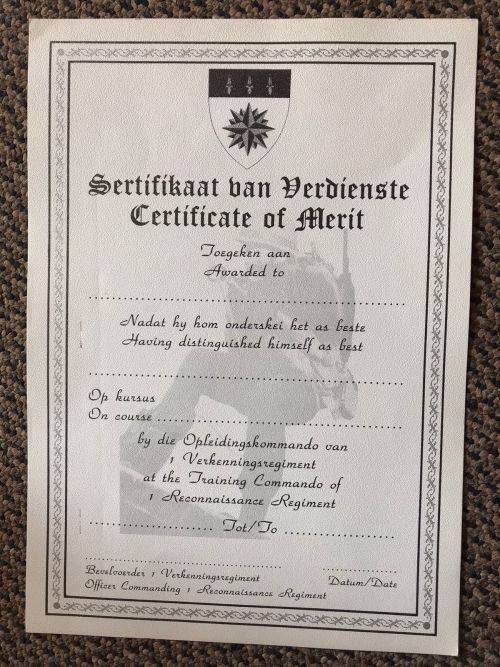 Sertifikaat van Verdienste
Certificate of Merit
Toegeken aan
Awarded to
Nadat hy hom onderskei het as beste
Having distinguished himself as best
Op kursus
On course
by die Opleidingskommando van
1 Verkenningsregiment
at the Training Commando of
1 Reconnaissance Regiment
Tot/To
Bevelvoerder 1 Verkenningsregiment
Officer Commanding 1 Reconnaissance Regiment
Datum/Date